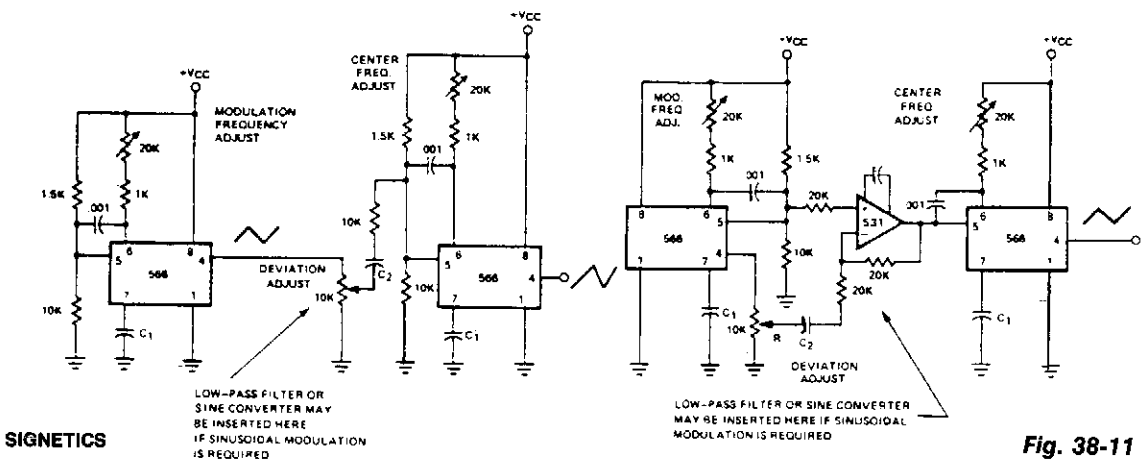 +VCC
MODULATION
FREQUENCY
ADJUST
20K
1.5K
1K
.001
6
8
5
4
566
7
1
10K
C1
DEVIATION
ADJUST
10K
LOW-PASS FILTER OR
SINE CONVERTER MAY
BE INSERTED HERE
IF SINUSOIDAL MODULATION
IS REQUIRED
+VCC
CENTER
FREQ.
ADJUST
20K
1.5K
1K
.001
10K
C2
10K
6
8
5
4
566
7
1
C1
+VCC
MOD.
FREQ
ADJ.
20K
1K
1.5K
.001
8
6
5
566
4
1
7
C1
10K
10K
R
C2
DEVIATION
ADJUST
20K
+
531
−
20K
20K
LOW-PASS FILTER OR SINE CONVERTER
MAY BE INSERTED HERE IF SINUSOIDAL
MODULATION IS REQUIRED
+VCC
CENTER
FREQ
ADJUST
20K
1K
.001
6
8
5
566
4
7
1
C1
SIGNETICS
Fig. 38-11